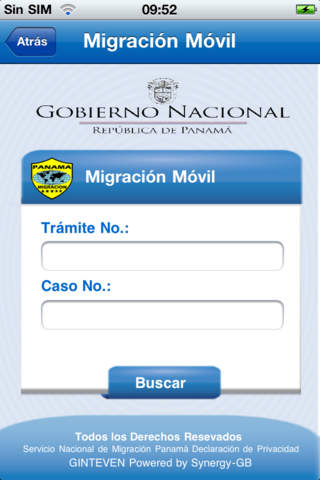 Sin SIM 09:52
Atrás Migración Móvil
GOBIERNO NACIONAL
REPÚBLICA DE PANAMÁ
PANAMA
MIGRACION
Migración Móvil
Trámite No.:
Caso No.:
Buscar
Todos los Derechos Resevados
Servicio Nacional de Migración Panamá Declaración de Privacidad
GINTEVEN Powered by Synergy-GB